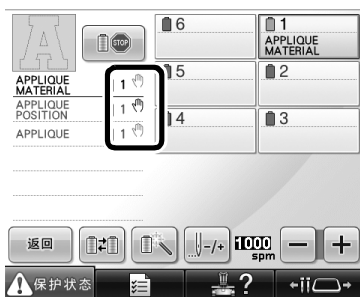 A
STOP
6
1
APPLIQUE
MATERIAL
APPLIQUE
MATERIAL
1
5
2
APPLIQUE
POSITION
1
4
3
APPLIQUE
1
返回
-/+
1000
spm
－
+
保护状态
?